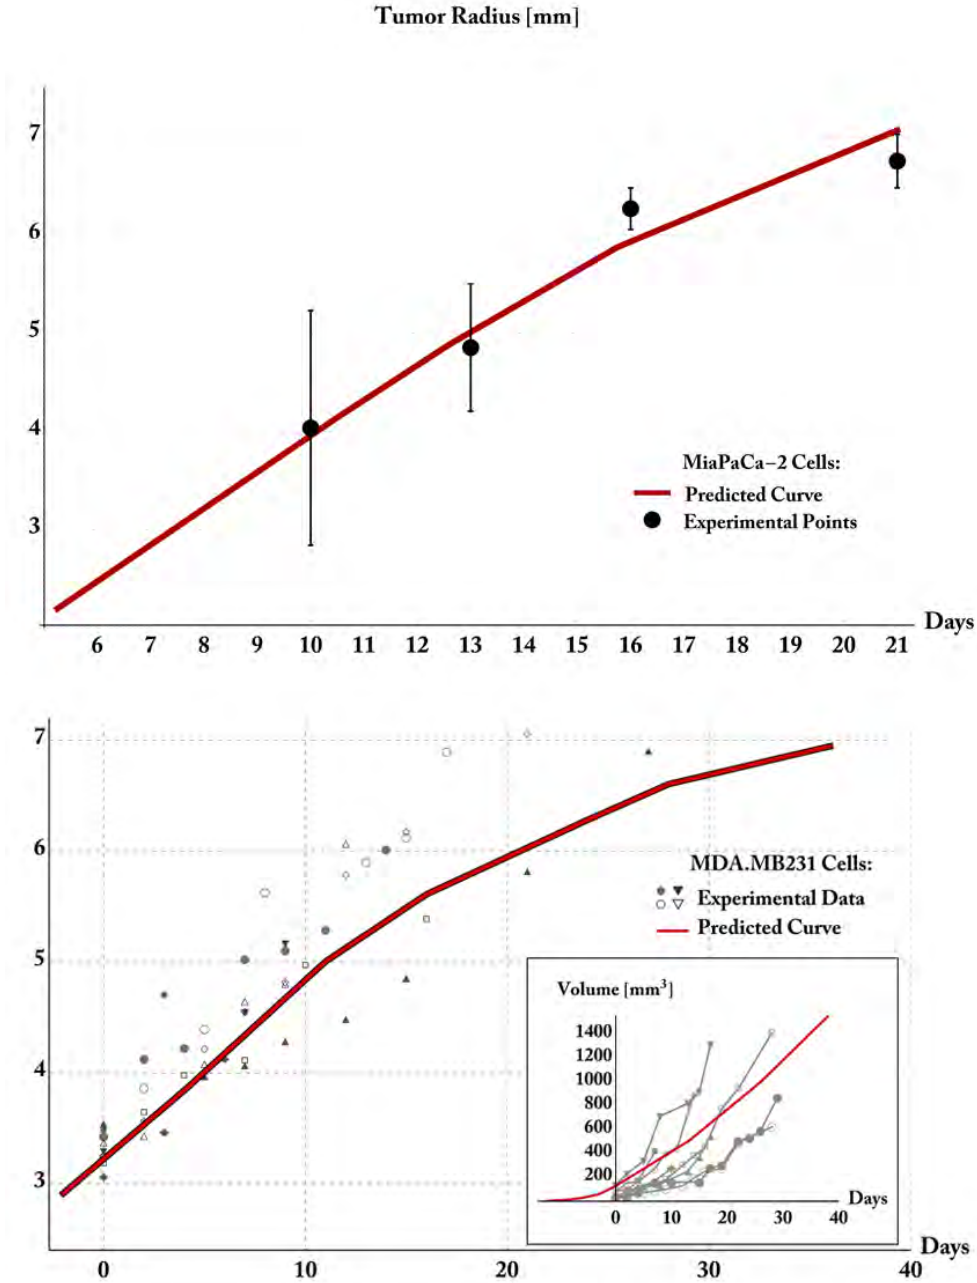 Tumor Radius [mm]
7
6
5
4
3
MiaPaCa-2 Cells:
Predicted Curve
Experimental Points
Days
6 7 8 9 10 11 12 13 14 15 16 17 18 19 20 21
7
6
5
4
3
MDA.MB231 Cells:
Experimental Data
Predicted Curve
Volume [mm³]
1400
1200
1000
800
600
400
200
Days
0 10 20 30 40
Days
0 10 20 30 40